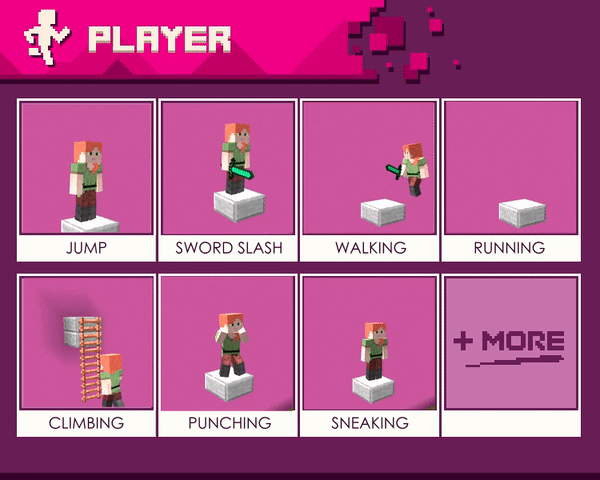 PLAYER
JUMP
SWORD SLASH
WALKING
RUNNING
CLIMBING
PUNCHING
SNEAKING
+ MORE